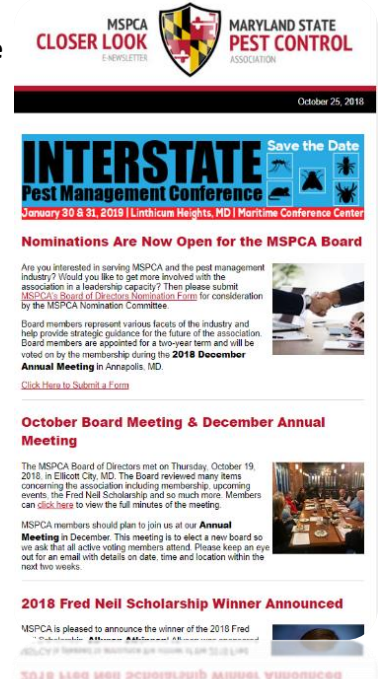 e
MSPCA
CLOSER LOOK
E-NEWSLETTER
MARYLAND STATE
PEST CONTROL
ASSOCIATION
October 25, 2018
INTERSTATE
Save the Date
Pest Management Conference
January 30 & 31, 2019 | Linthicum Heights, MD | Maritime Conference Center
Nominations Are Now Open for the MSPCA Board
Are you interested in serving MSPCA and the pest management
industry? Would you like to get more involved with the
association in a leadership capacity? Then please submit
MSPCA's Board of Directors Nomination Form for consideration
by the MSPCA Nomination Committee.
Board members represent various facets of the industry and
help provide strategic guidance for the future of the association.
Board members are appointed for a two-year term and will be
voted on by the membership during the 2018 December
Annual Meeting in Annapolis, MD.
Click Here to Submit a Form
October Board Meeting & December Annual
Meeting
The MSPCA Board of Directors met on Thursday, October 19,
2018, in Ellicott City, MD. The Board reviewed many items
concerning the association including membership, upcoming
events, the Fred Neil Scholarship and so much more. Members
can click here to view the full minutes of the meeting.
MSPCA members should plan to join us at our Annual
Meeting in December. This meeting is to elect a new board so
we ask that all active voting members attend. Please keep an eye
out for an email with details on date, time and location within the
next two weeks.
2018 Fred Neil Scholarship Winner Announced
MSPCA is pleased to announce the winner of the 2018 Fred